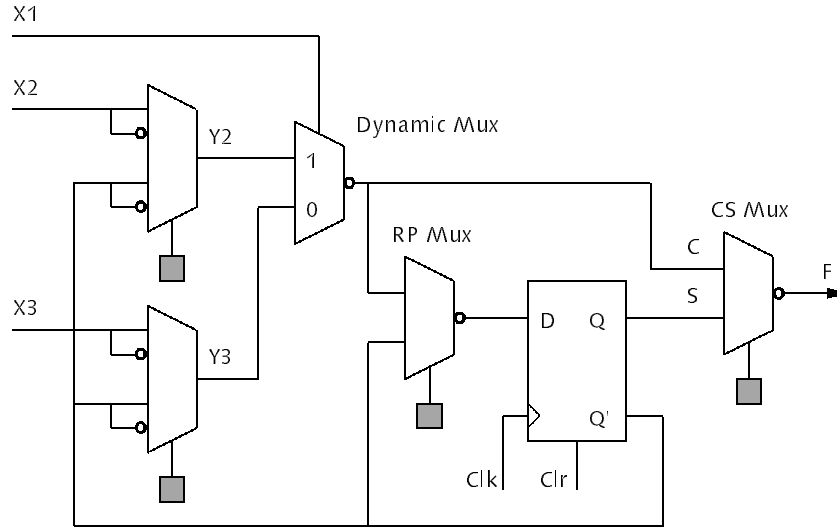 X1
X2
Y2
Dynamic Mux
1
0
RP Mux
CS Mux
C
S
F
X3
Y3
D
Q
Q'
Clk
Clr